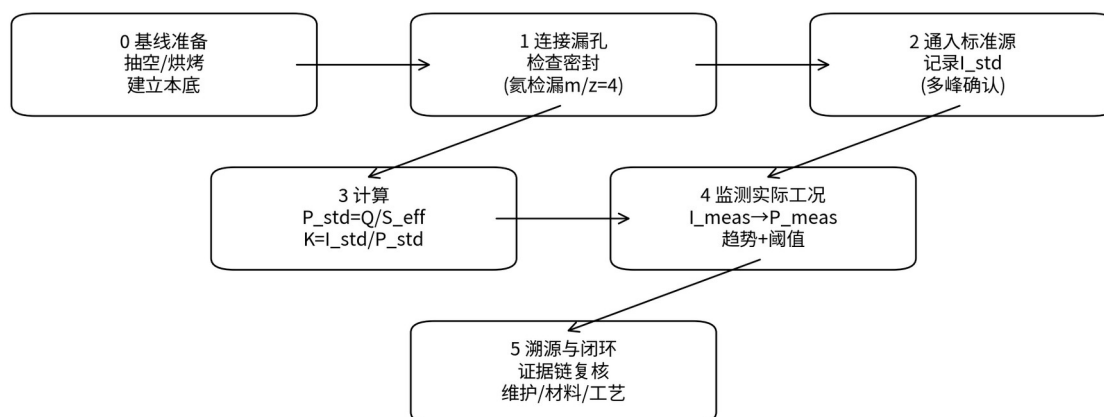 0 基线准备
抽空/烘烤
建立本底
1 连接漏孔
检查密封
(氦检漏m/z=4)
2 通入标准源
记录I_std
(多峰确认)
3 计算
P_std=Q/S_eff
K=I_std/P_std
4 监测实际工况
I_meas→P_meas
趋势+阈值
5 溯源与闭环
证据链复核
维护/材料/工艺